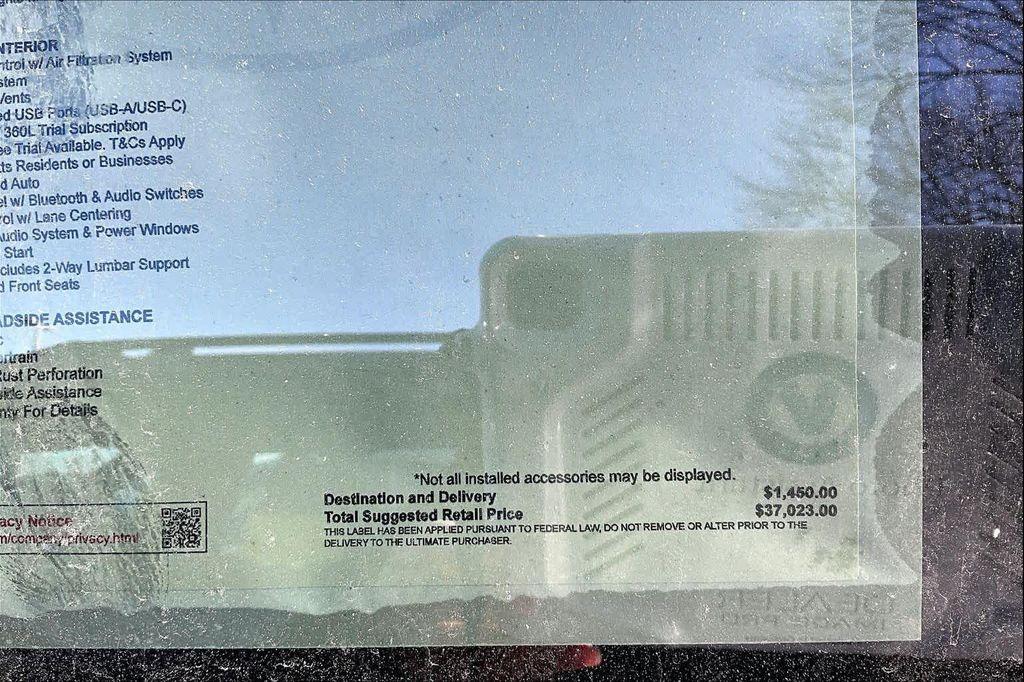 NTERIOR
ntrol w/ Air Filtration System
stem
Vents
ed USB Ports (USB-A/USB-C)
360L Trial Subscription
ee Trial Available. T&Cs Apply
ts Residents or Businesses
d Auto
el w/ Bluetooth & Audio Switches
rol w/ Lane Centering
Audio System & Power Windows
Start
cludes 2-Way Lumbar Support
d Front Seats
ADSIDE ASSISTANCE
ertrain
Rust Perforation
side Assistance
nty For Details
*Not all installed accessories may be displayed.
Destination and Delivery $1,450.00
Total Suggested Retail Price $37,023.00
THIS LABEL HAS BEEN APPLIED PURSUANT TO FEDERAL LAW, DO NOT REMOVE OR ALTER PRIOR TO THE
DELIVERY TO THE ULTIMATE PURCHASER.
acy Notice
m/company/privacy.html